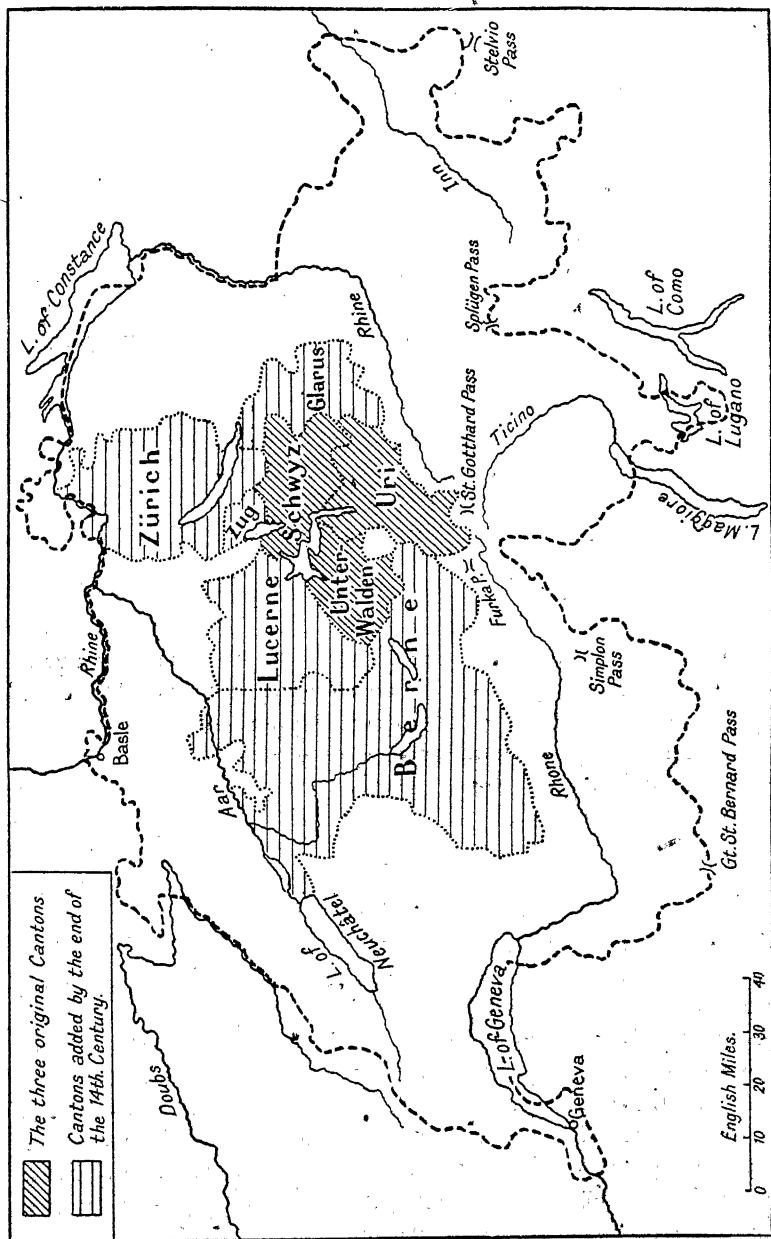 The three original Cantons
Cantons added by the end of
the 14th. Century.
Doubs
Basle
Rhine
Aar
L. of
Neuchâtel
L. of Geneva
Geneva
Rhone
Zürich
Lucerne
Zug
Schwyz
Glarus
Unter-
Walden
Uri
Berne
L. of Constance
Rhine
Inn
Stelvio
Pass
Splügen Pass
St. Gotthard Pass
Furka P.
Ticino
L. of
Como
L. of
Lugano
L. Maggiore
Simplon
Pass
Gt. St. Bernard Pass
English Miles.
0 10 20 30 40